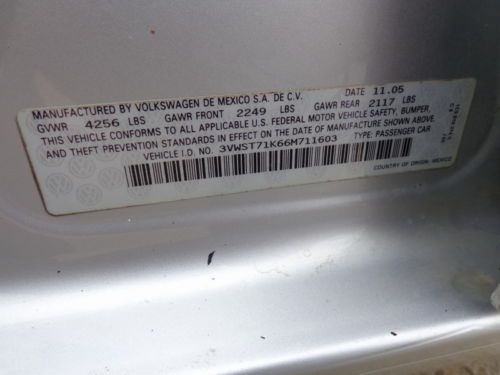 MANUFACTURED BY VOLKSWAGEN DE MEXICO S.A. DE C.V. DATE 11.05
GVWR 4256 LBS GAWR FRONT 2249 LBS GAWR REAR 2117 LBS
THIS VEHICLE CONFORMS TO ALL APPLICABLE U.S. FEDERAL MOTOR VEHICLE SAFETY, BUMPER,
AND THEFT PREVENTION STANDARDS IN EFFECT ON THE DATE OF MANUFACTURE SHOWN ABOVE.
VEHICLE I.D. NO. 3VWST71K66M711603 TYPE: PASSENGER CAR
COUNTRY OF ORIGIN: MEXICO